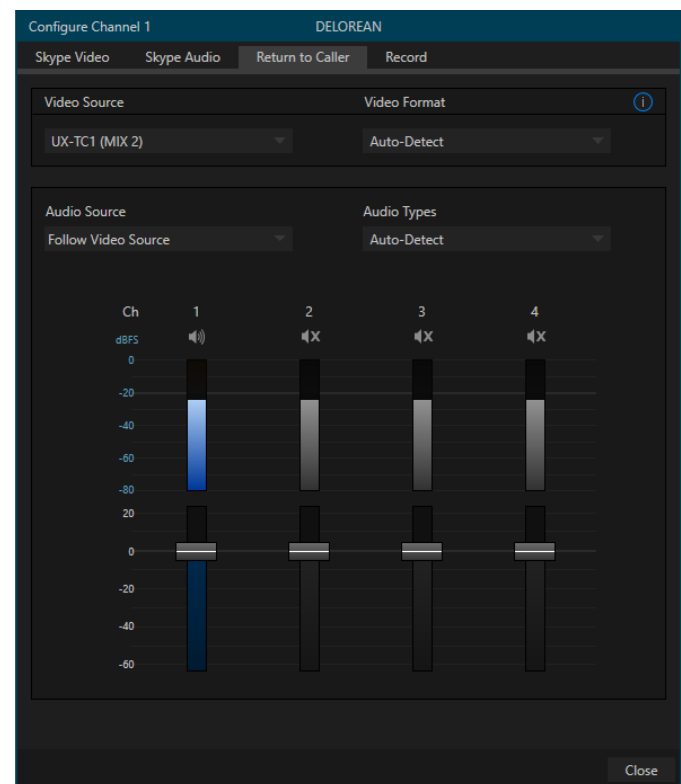 Configure Channel 1 DELOREAN
Skype Video Skype Audio Return to Caller Record
Video Source Video Format i
UX-TC1 (MIX 2) Auto-Detect
Audio Source Audio Types
Follow Video Source Auto-Detect
Ch 1 2 3 4
dBFS
0
-20
-40
-60
-80
20
0
-20
-40
-60
Close